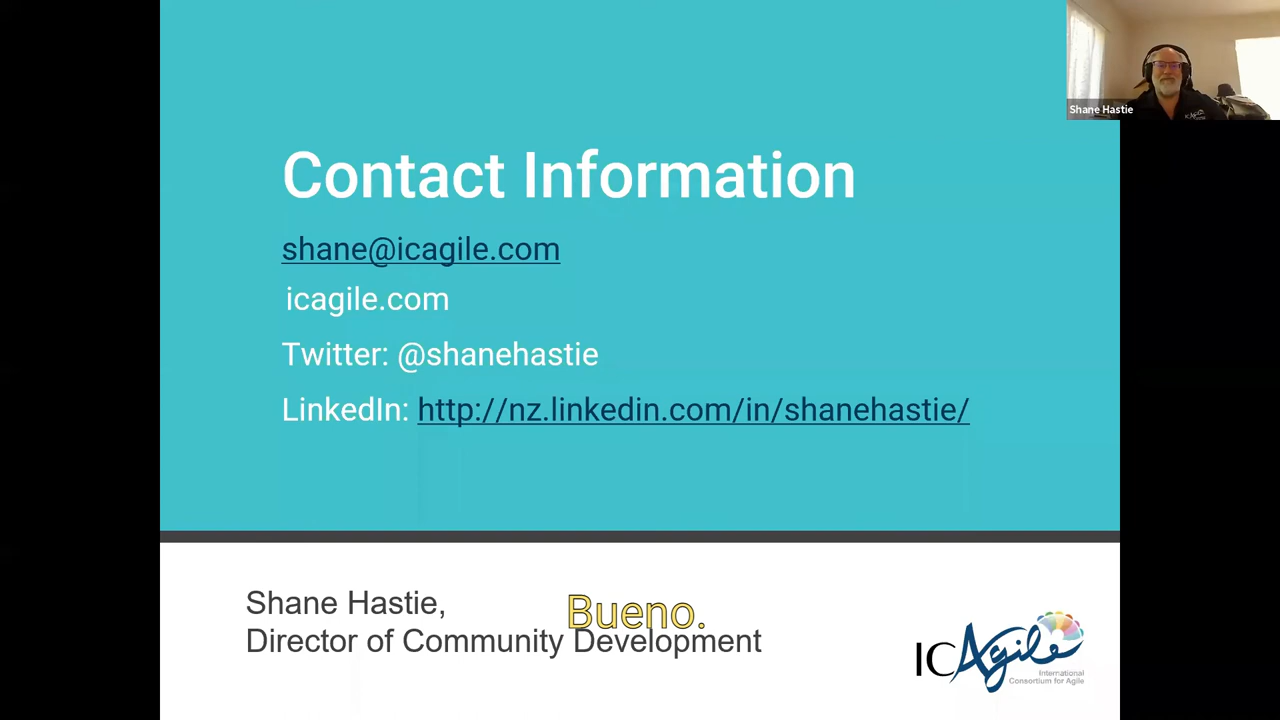 Shane Hastie
Contact Information
shane@icagile.com
icagile.com
Twitter: @shanehastie
LinkedIn: http://nz.linkedin.com/in/shanehastie/
Shane Hastie,
Bueno.
Director of Community Development
ICAgile
International
Consortium for Agile